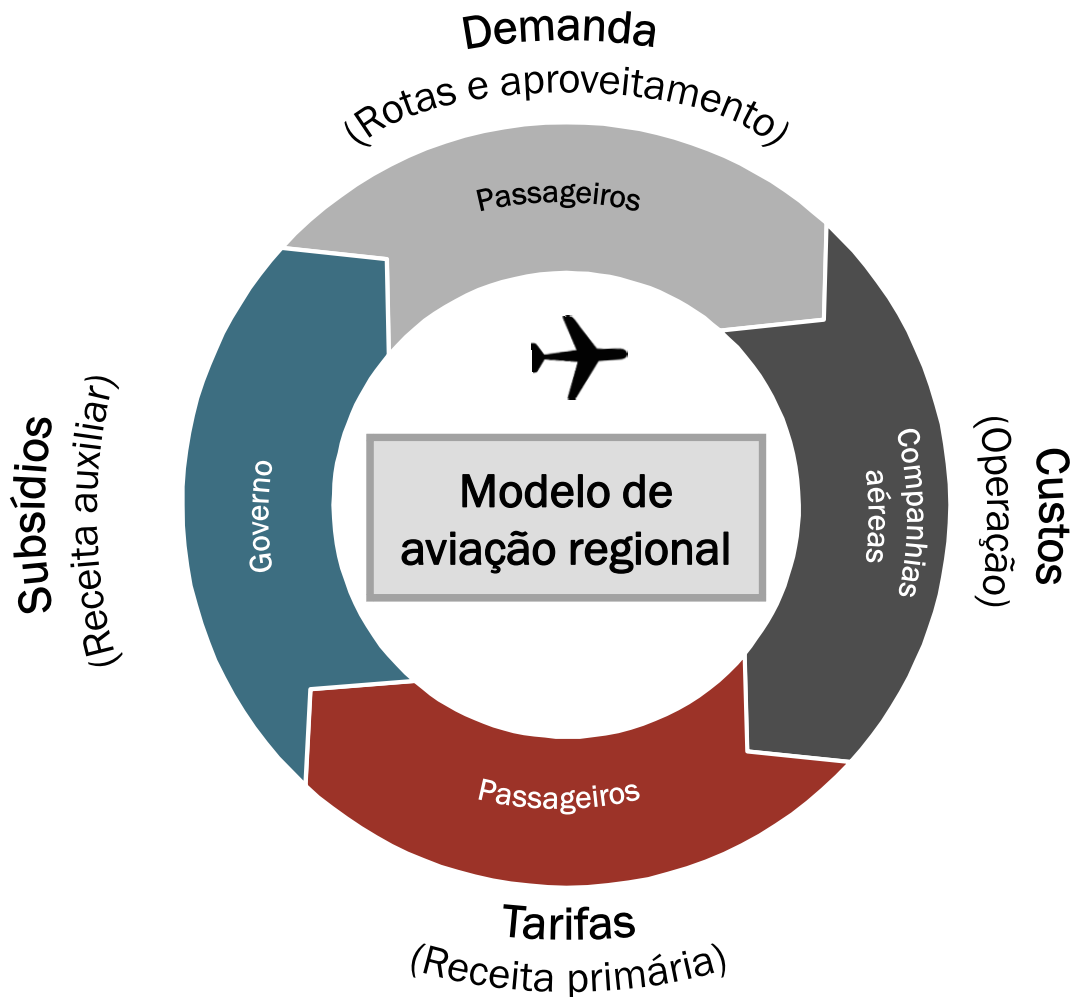 Demanda
(Rotas e aproveitamento)
Passageiros
Companhias
aéreas
Custos
(Operação)
Modelo de
aviação regional
Governo
Subsídios
(Receita auxiliar)
Passageiros
Tarifas
(Receita primária)